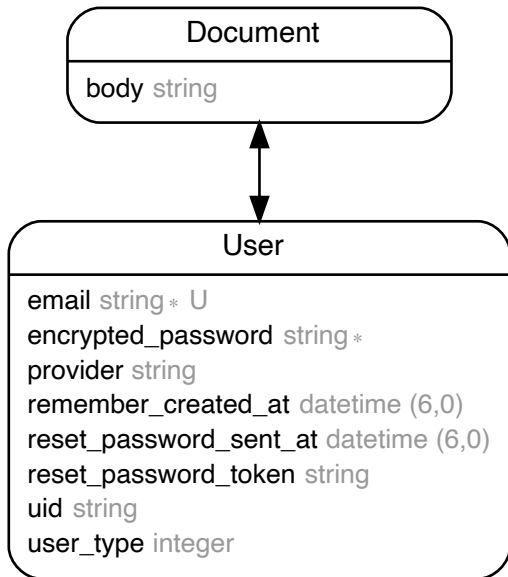 Document
body string
User
email string ∗ U
encrypted_password string ∗
provider string
remember_created_at datetime (6,0)
reset_password_sent_at datetime (6,0)
reset_password_token string
uid string
user_type integer